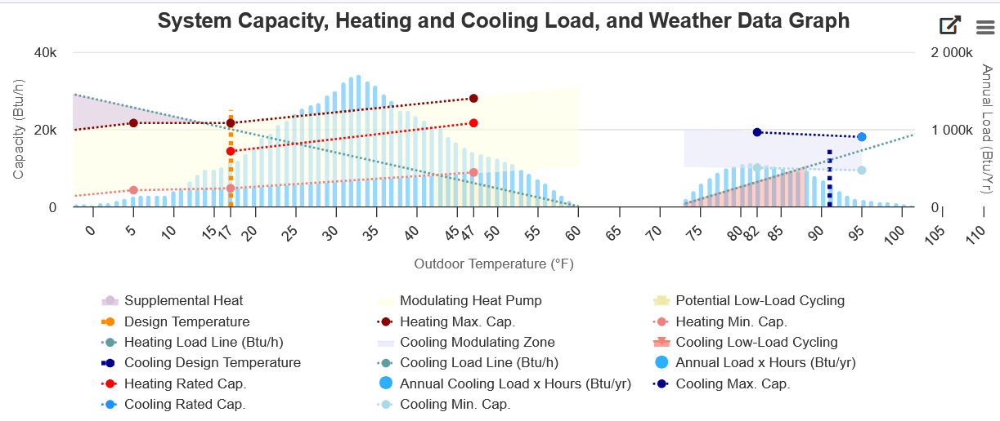 System Capacity, Heating and Cooling Load, and Weather Data Graph
40k 2 000k
20k 1 000k
0 0
Capacity (Btu/h)
Annual Load (Btu/Yr)
0 5 10 15 17 20 25 30 35 40 45 47 50 55 60 65 70 75 80 82 85 90 95 100 105 110
Outdoor Temperature (°F)
Supplemental Heat Modulating Heat Pump Potential Low-Load Cycling
Design Temperature Heating Max. Cap. Heating Min. Cap.
Heating Load Line (Btu/h) Cooling Modulating Zone Cooling Low-Load Cycling
Cooling Design Temperature Cooling Load Line (Btu/h) Annual Load x Hours (Btu/yr)
Heating Rated Cap. Annual Cooling Load x Hours (Btu/yr) Cooling Max. Cap.
Cooling Rated Cap. Cooling Min. Cap.